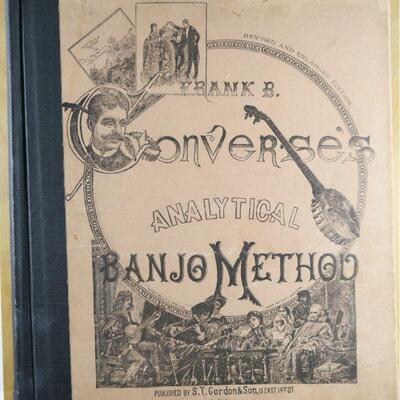 REVISED AND ENLARGED EDITION
FRANK B.
CONVERSE'S
ANALYTICAL
BANJO METHOD
PUBLISHED BY S.T. Gordon & Son, 13 EAST 14TH ST.